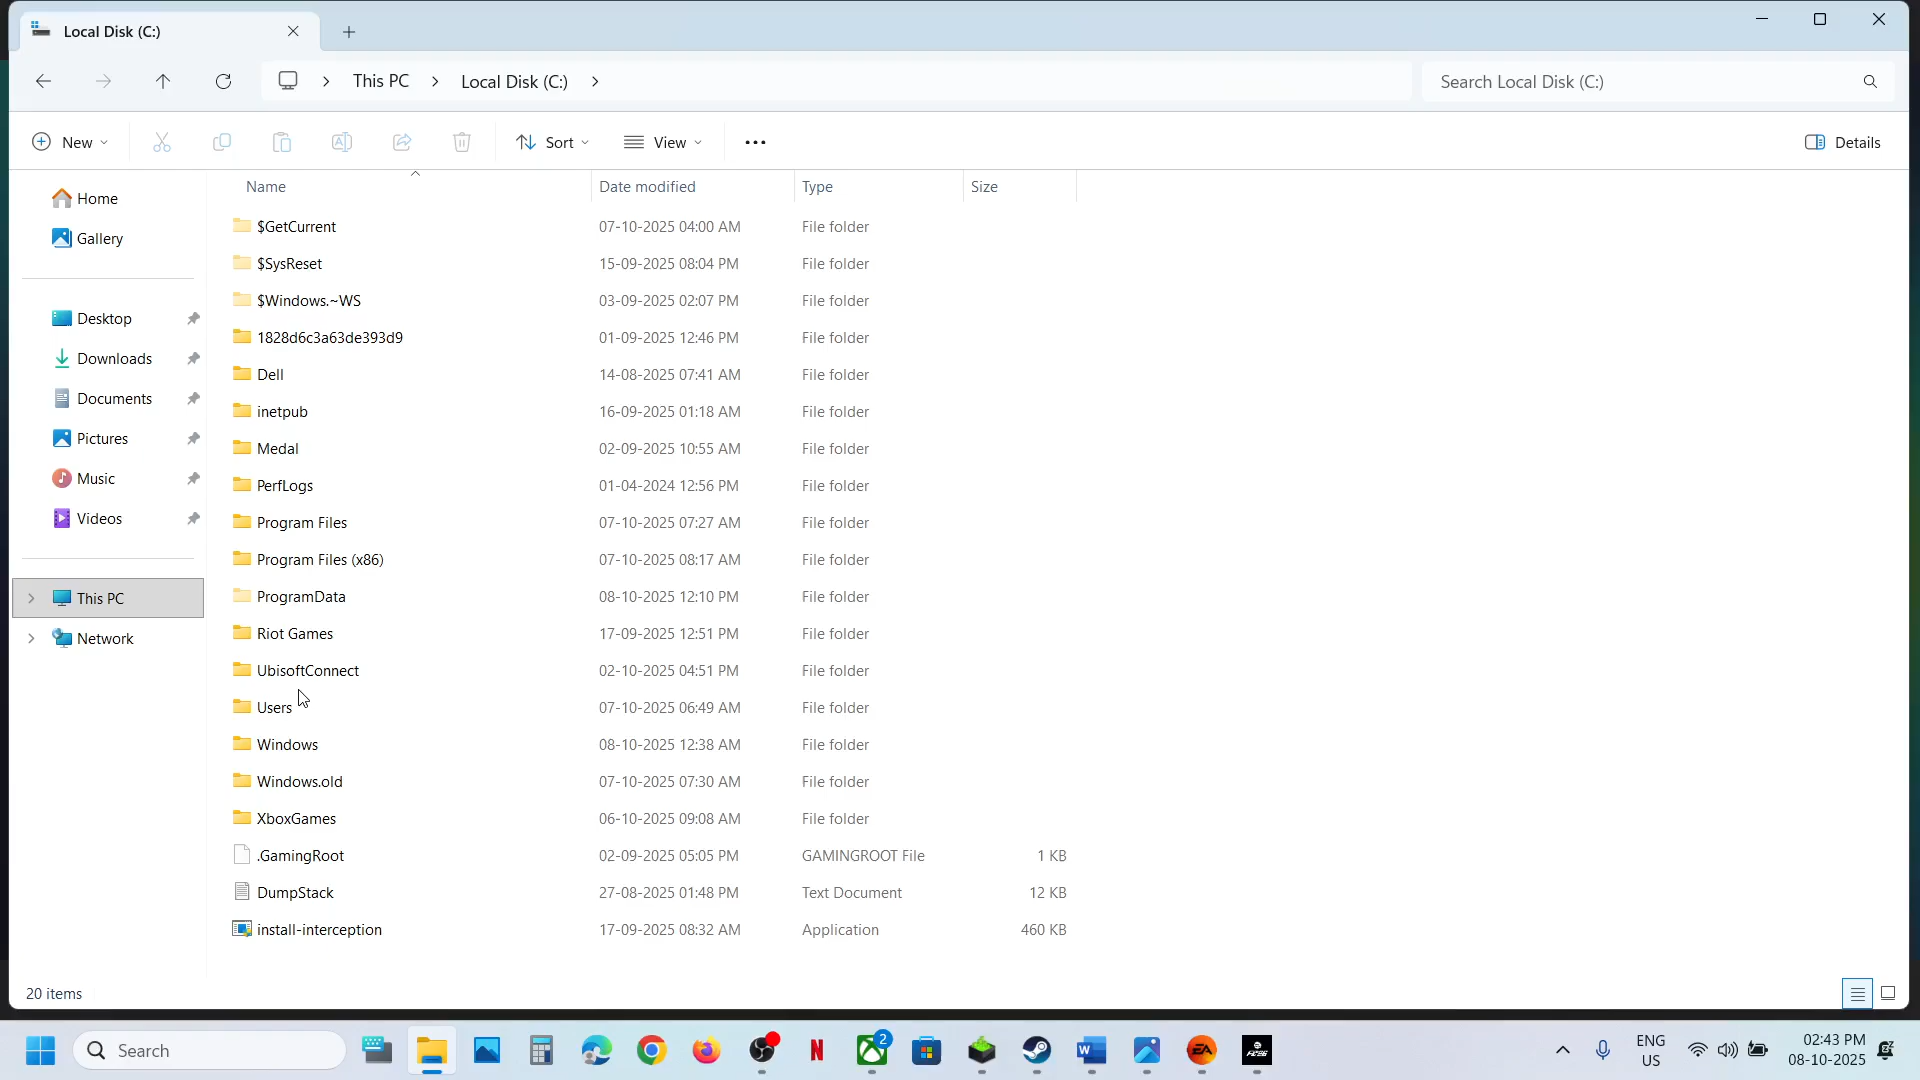 Local Disk (C:)
This PC
Local Disk (C:)
Search Local Disk (C:)
New
Sort
View
Details
Name
Date modified
Type
Size
Home
Gallery
Desktop
Downloads
Documents
Pictures
Music
Videos
This PC
Network
$GetCurrent 07-10-2025 04:00 AM File folder
$SysReset 15-09-2025 08:04 PM File folder
$Windows.~WS 03-09-2025 02:07 PM File folder
1828d6c3a63de393d9 01-09-2025 12:46 PM File folder
Dell 14-08-2025 07:41 AM File folder
inetpub 16-09-2025 01:18 AM File folder
Medal 02-09-2025 10:55 AM File folder
PerfLogs 01-04-2024 12:56 PM File folder
Program Files 07-10-2025 07:27 AM File folder
Program Files (x86) 07-10-2025 08:17 AM File folder
ProgramData 08-10-2025 12:10 PM File folder
Riot Games 17-09-2025 12:51 PM File folder
UbisoftConnect 02-10-2025 04:51 PM File folder
Users 07-10-2025 06:49 AM File folder
Windows 08-10-2025 12:38 AM File folder
Windows.old 07-10-2025 07:30 AM File folder
XboxGames 06-10-2025 09:08 AM File folder
.GamingRoot 02-09-2025 05:05 PM GAMINGROOT File 1 KB
DumpStack 27-08-2025 01:48 PM Text Document 12 KB
install-interception 17-09-2025 08:32 AM Application 460 KB
20 items
Search
N
2
W
EA
FC26
ENG
US
02:43 PM
08-10-2025